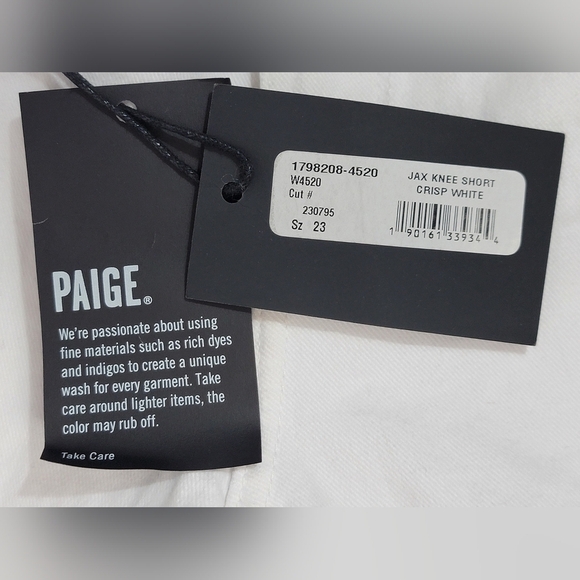 PAIGE®
We're passionate about using
fine materials such as rich dyes
and indigos to create a unique
wash for every garment. Take
care around lighter items, the
color may rub off.
Take Care
1798208-4520
W4520
Cut #
230795
Sz 23
JAX KNEE SHORT
CRISP WHITE
1 90161 33934 4